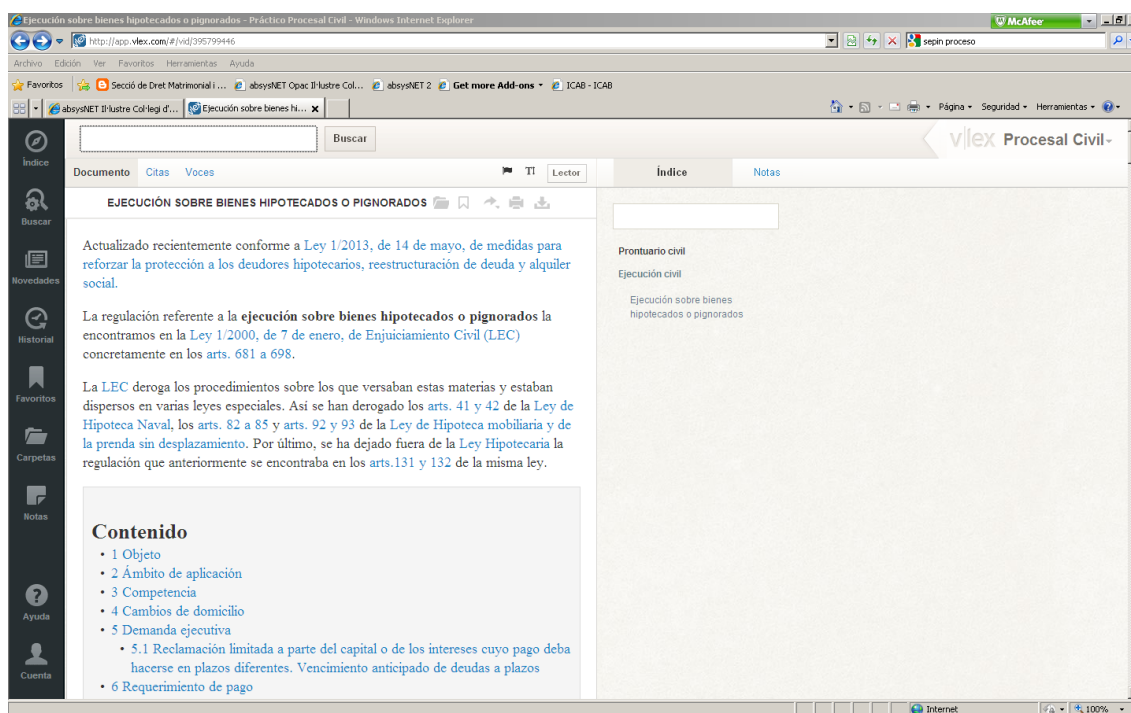 Ejecución sobre bienes hipotecados o pignorados - Práctico Procesal Civil - Windows Internet Explorer
McAfee
http://app.vlex.com/#/vid/395799446
sepin proceso
Archivo Edición Ver Favoritos Herramientas Ayuda
Favoritos Secció de Dret Matrimonial i ... absysNET Opac Il·lustre Col... absysNET 2 Get more Add-ons ICAB - ICAB
absysNET Il·lustre Col·legi d'... Ejecución sobre bienes hi... X
Página Seguridad Herramientas
Buscar
vlex Procesal Civil
Índice
Buscar
Novedades
Historial
Favoritos
Carpetas
Notas
Ayuda
Cuenta
Documento Citas Voces TI Lector
EJECUCIÓN SOBRE BIENES HIPOTECADOS O PIGNORADOS
Actualizado recientemente conforme a Ley 1/2013, de 14 de mayo, de medidas para
reforzar la protección a los deudores hipotecarios, reestructuración de deuda y alquiler
social.
La regulación referente a la ejecución sobre bienes hipotecados o pignorados la
encontramos en la Ley 1/2000, de 7 de enero, de Enjuiciamiento Civil (LEC)
concretamente en los arts. 681 a 698.
La LEC deroga los procedimientos sobre los que versaban estas materias y estaban
dispersos en varias leyes especiales. Así se han derogado los arts. 41 y 42 de la Ley de
Hipoteca Naval, los arts. 82 a 85 y arts. 92 y 93 de la Ley de Hipoteca mobiliaria y de
la prenda sin desplazamiento. Por último, se ha dejado fuera de la Ley Hipotecaria la
regulación que anteriormente se encontraba en los arts.131 y 132 de la misma ley.
Contenido
• 1 Objeto
• 2 Ámbito de aplicación
• 3 Competencia
• 4 Cambios de domicilio
• 5 Demanda ejecutiva
• 5.1 Reclamación limitada a parte del capital o de los intereses cuyo pago deba
hacerse en plazos diferentes. Vencimiento anticipado de deudas a plazos
• 6 Requerimiento de pago
Índice Notas
Prontuario civil
Ejecución civil
Ejecución sobre bienes
hipotecados o pignorados
Internet 100%